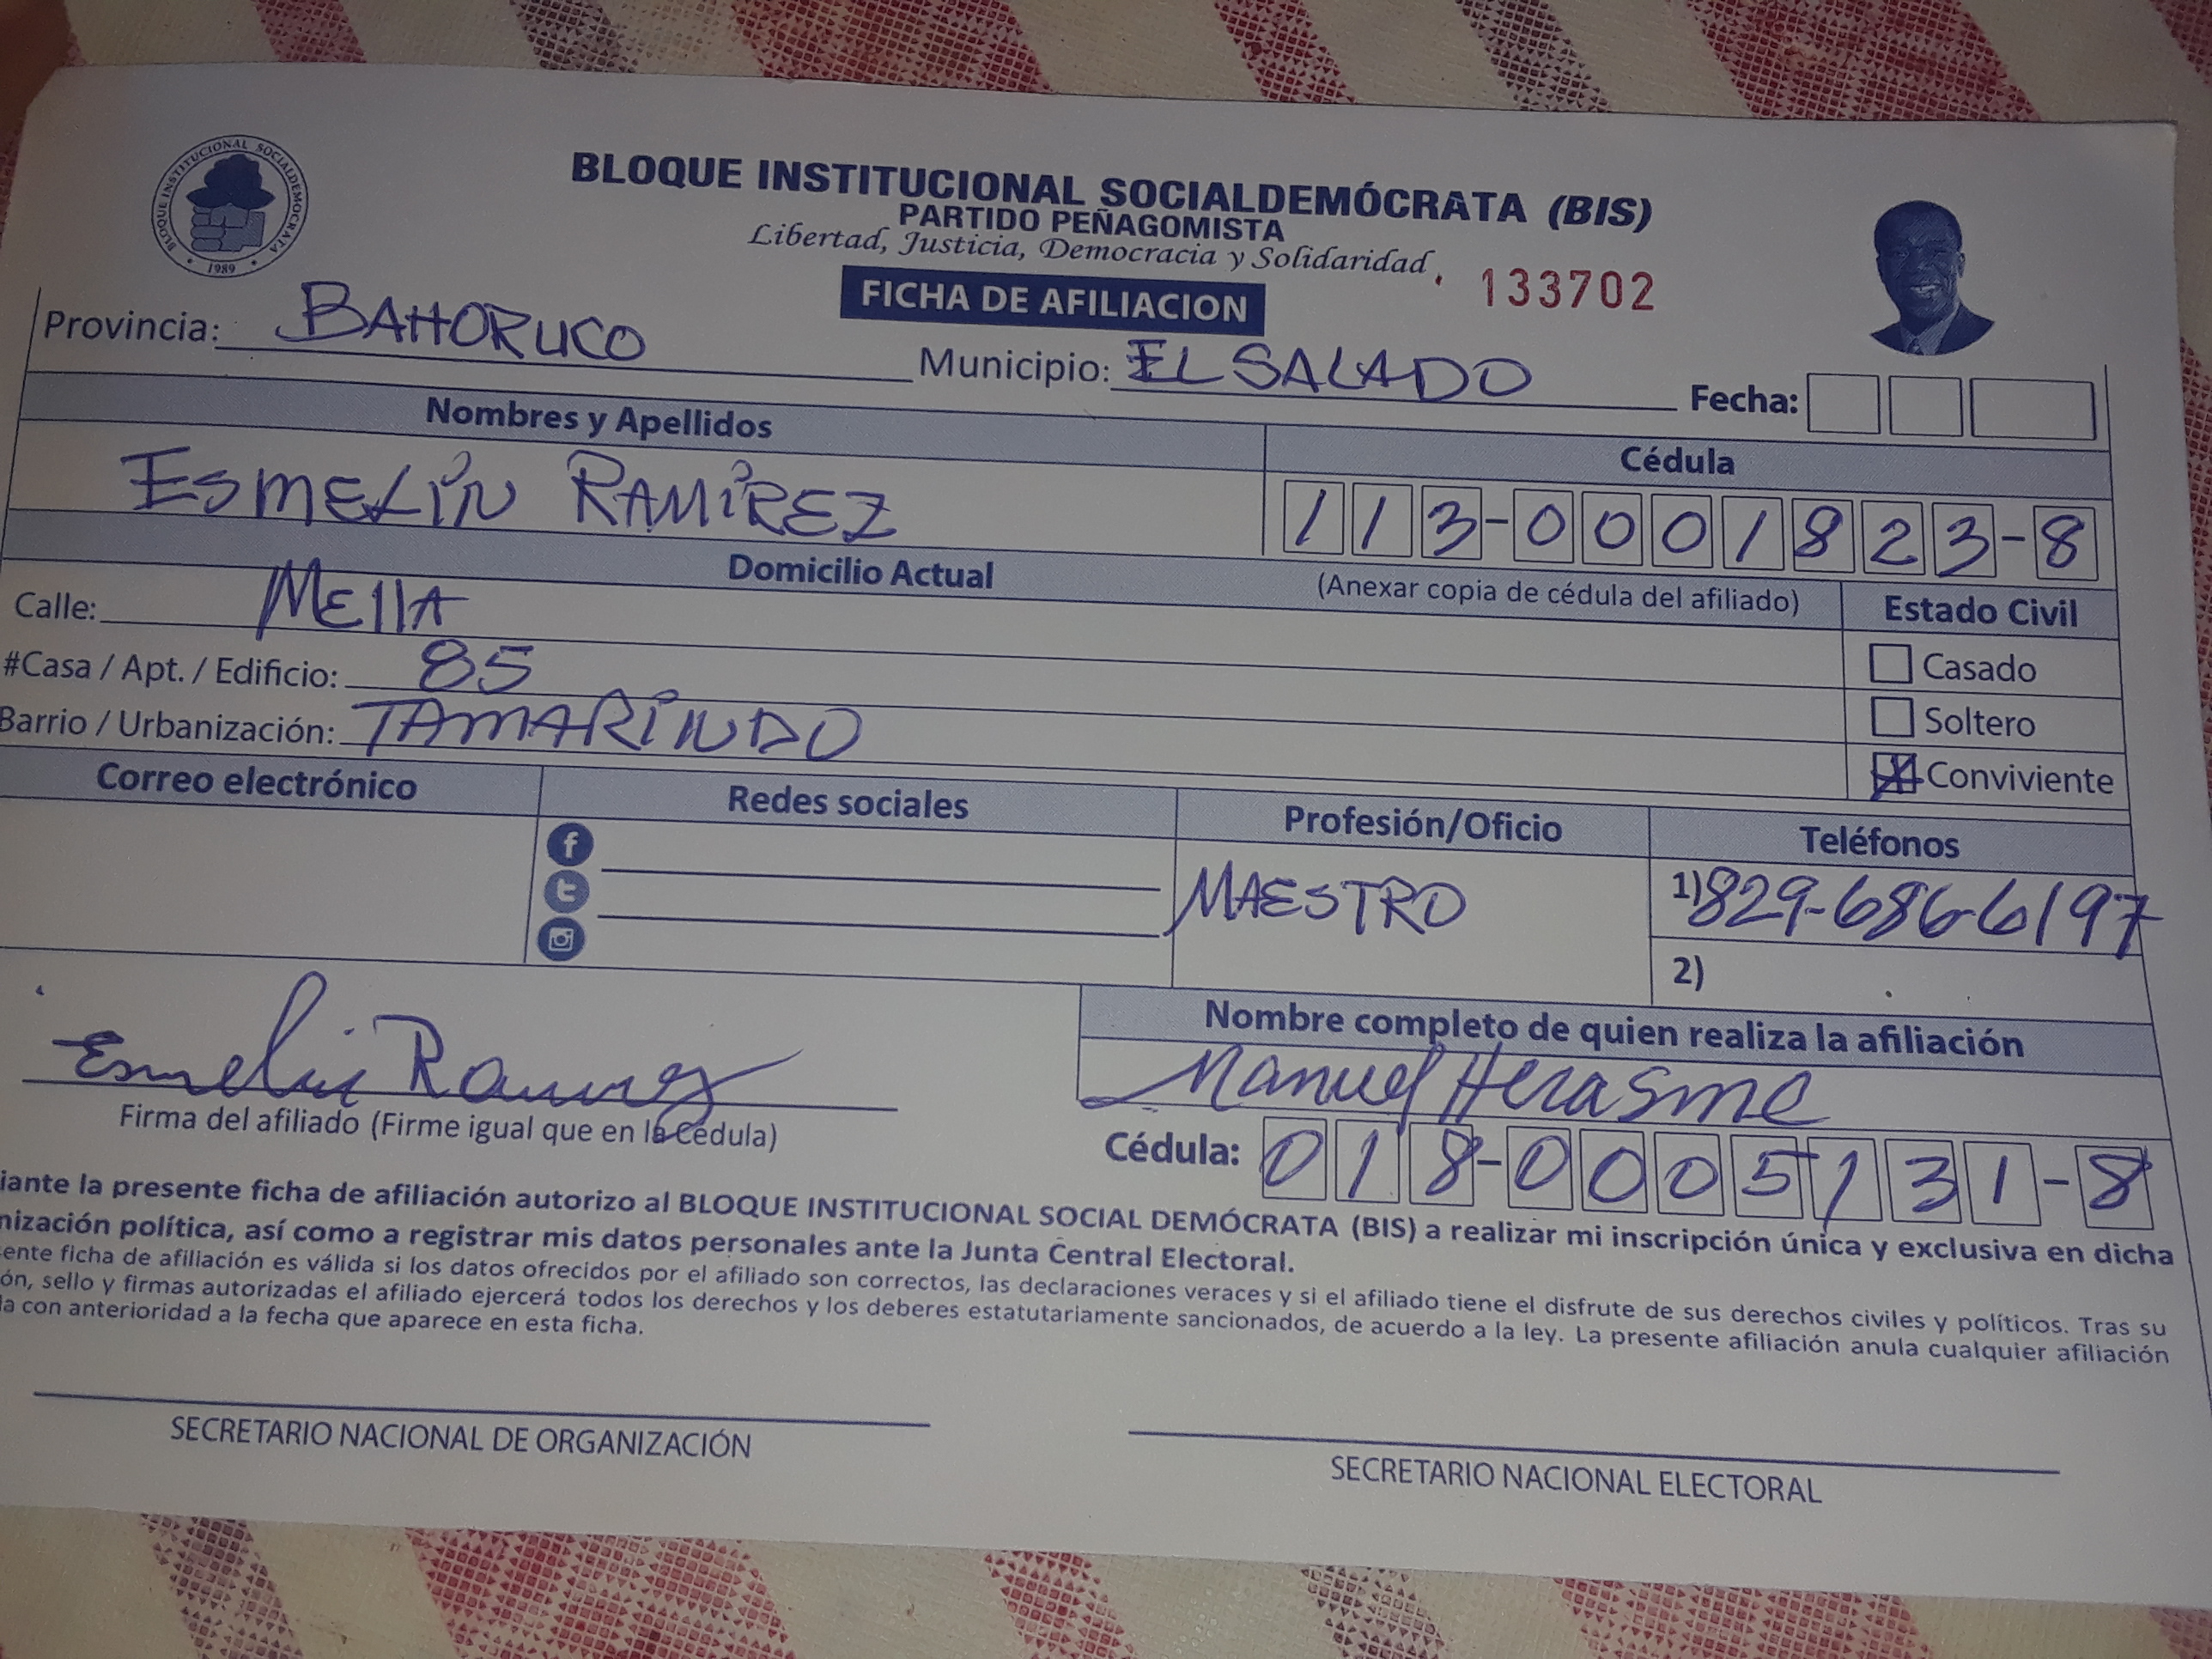 BLOQUE INSTITUCIONAL SOCIALDEMOCRATA
1989
BLOQUE INSTITUCIONAL SOCIALDEMÓCRATA (BIS)
PARTIDO PEÑAGOMISTA
Libertad, Justicia, Democracia y Solidaridad
133702
FICHA DE AFILIACION
Provincia: BAHORUCO Municipio: EL SALADO Fecha:
Nombres y Apellidos Cédula
ESMELÍN RAMÍREZ 113-0001823-8
Domicilio Actual (Anexar copia de cédula del afiliado) Estado Civil
Calle: MEllA Casado
#Casa / Apt. / Edificio: 85 Soltero
Barrio / Urbanización: TAMARINDO Conviviente
Correo electrónico Redes sociales Profesión/Oficio Teléfonos
MAESTRO 1) 829-686-6197
2)
Nombre completo de quien realiza la afiliación
Esmelin Ramirez Manuel Herasme
Firma del afiliado (Firme igual que en la Cédula) Cédula: 018-0005131-8
iante la presente ficha de afiliación autorizo al BLOQUE INSTITUCIONAL SOCIAL DEMÓCRATA (BIS) a realizar mi inscripción única y exclusiva en dicha
nización política, así como a registrar mis datos personales ante la Junta Central Electoral.
sente ficha de afiliación es válida si los datos ofrecidos por el afiliado son correctos, las declaraciones veraces y si el afiliado tiene el disfrute de sus derechos civiles y políticos. Tras su
ón, sello y firmas autorizadas el afiliado ejercerá todos los derechos y los deberes estatutariamente sancionados, de acuerdo a la ley. La presente afiliación anula cualquier afiliación
da con anterioridad a la fecha que aparece en esta ficha.
SECRETARIO NACIONAL DE ORGANIZACIÓN SECRETARIO NACIONAL ELECTORAL